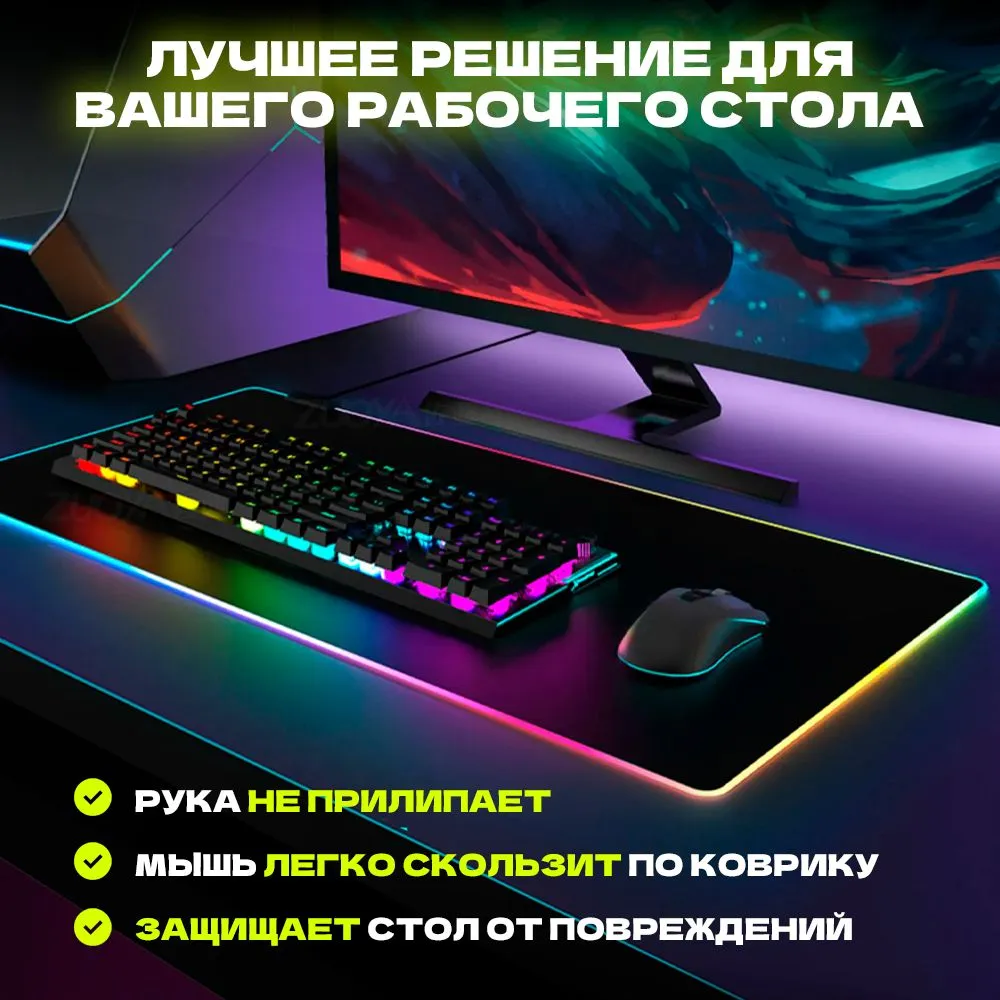 ЛУЧШЕЕ РЕШЕНИЕ ДЛЯ
ВАШЕГО РАБОЧЕГО СТОЛА
РУКА НЕ ПРИЛИПАЕТ
МЫШЬ ЛЕГКО СКОЛЬЗИТ ПО КОВРИКУ
ЗАЩИЩАЕТ СТОЛ ОТ ПОВРЕЖДЕНИЙ